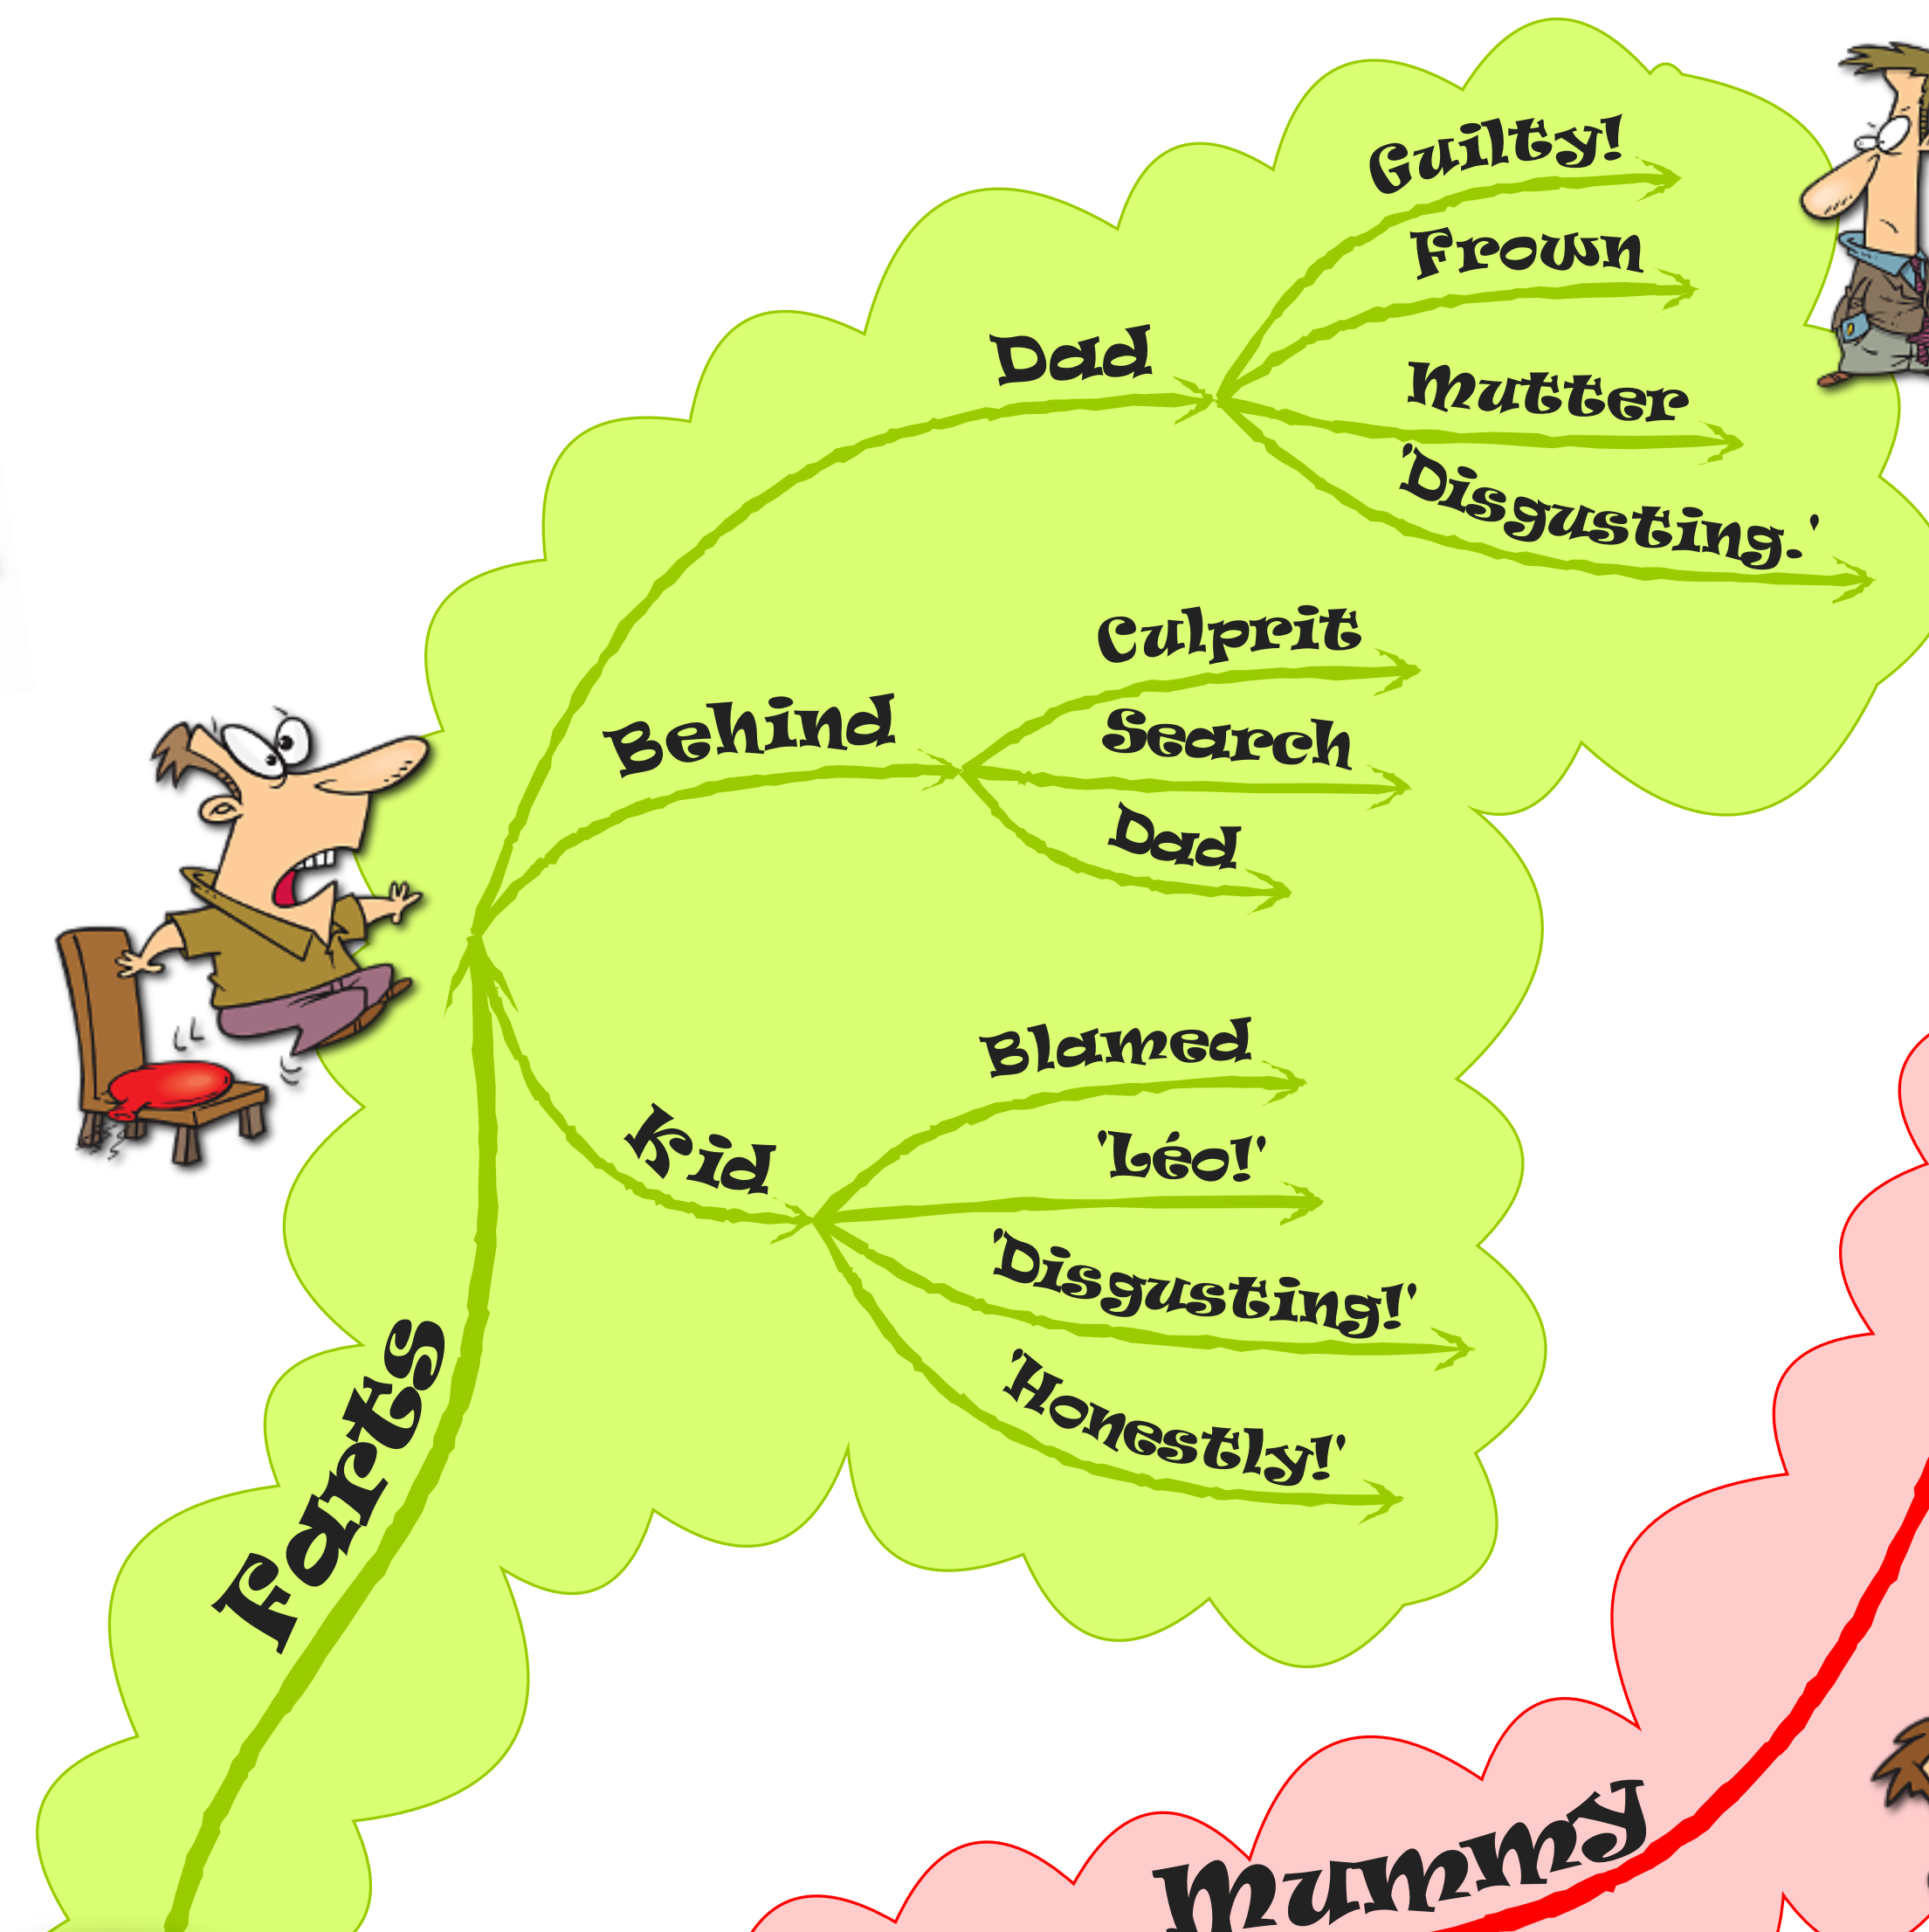 Guilty!
Frown
Dad
Mutter
'Disgusting.'
Culprit
Behind
Search
Dad
Blamed
Kid
'Léo!'
'Disgusting!'
'Honestly!'
Farts
Mummy